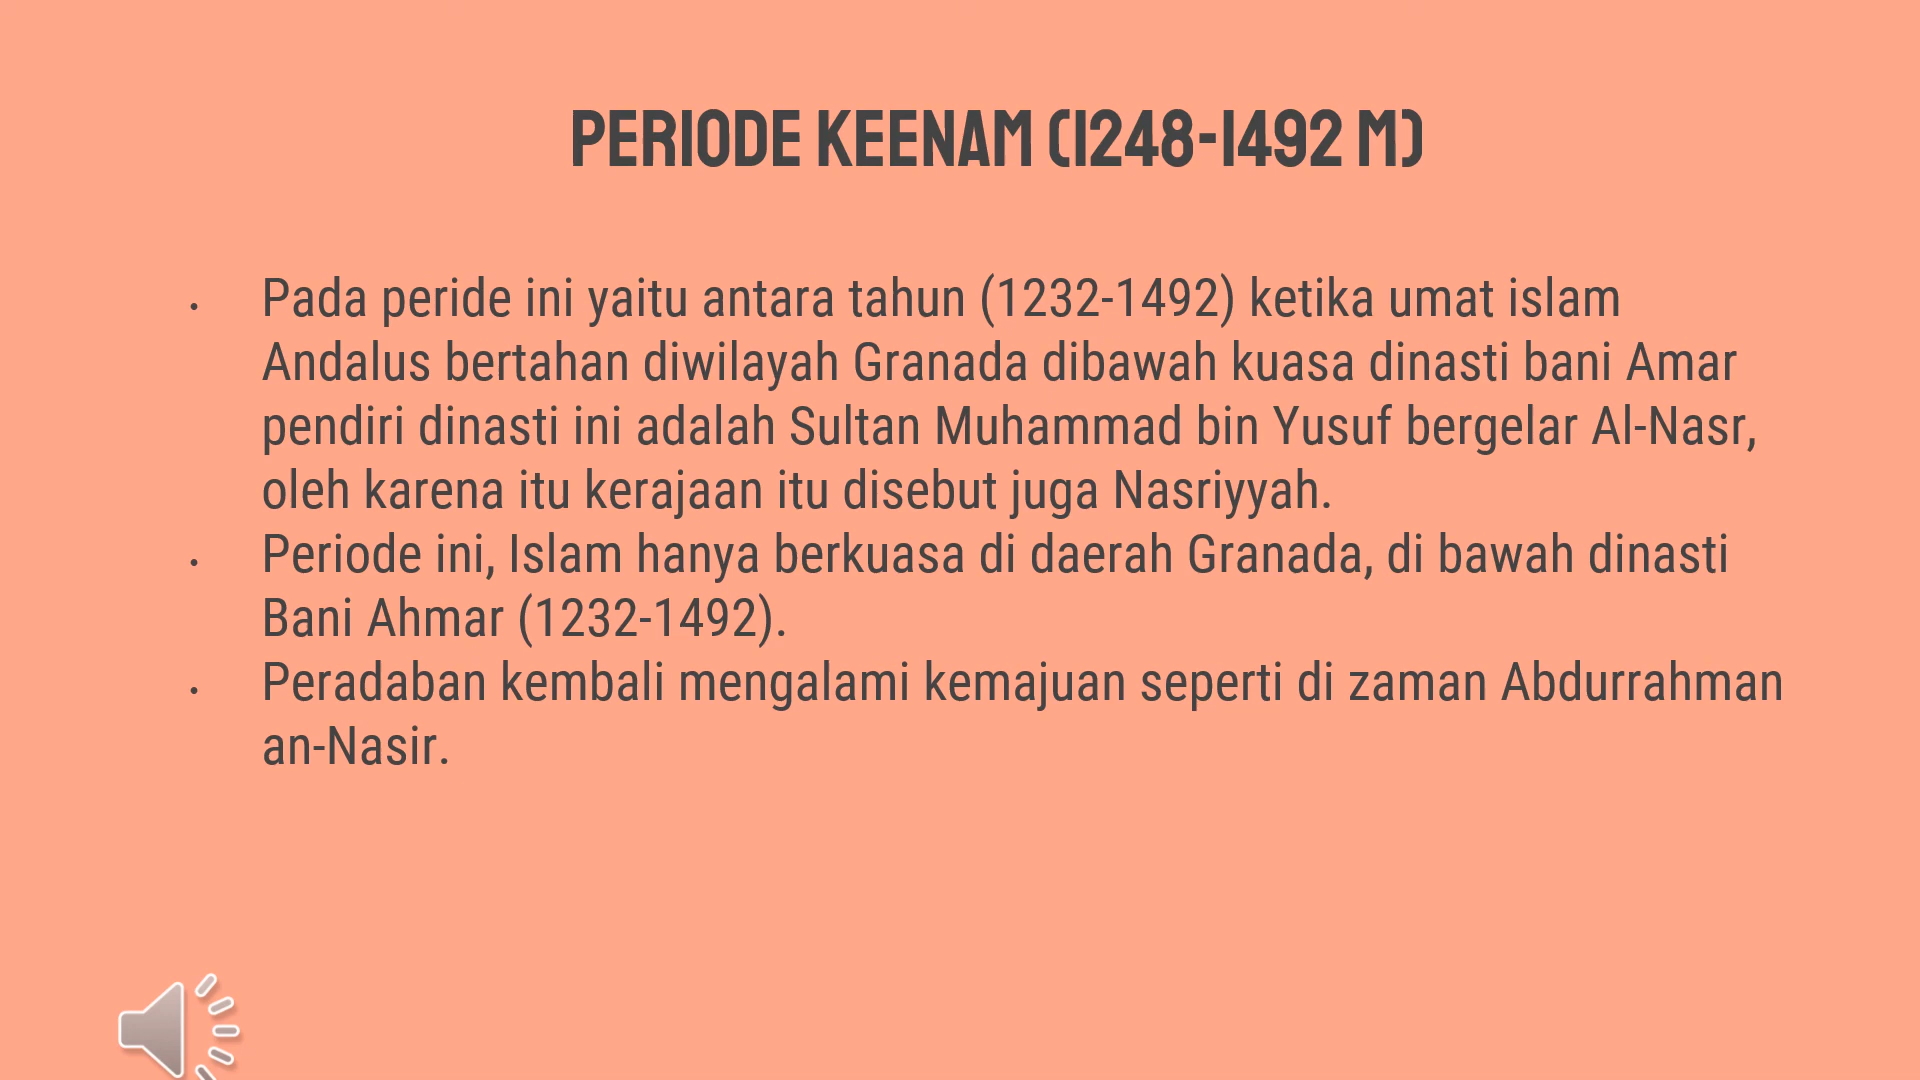 PERIODE KEENAM (1248-1492 M)
• Pada peride ini yaitu antara tahun (1232-1492) ketika umat islam
Andalus bertahan diwilayah Granada dibawah kuasa dinasti bani Amar
pendiri dinasti ini adalah Sultan Muhammad bin Yusuf bergelar Al-Nasr,
oleh karena itu kerajaan itu disebut juga Nasriyyah.
• Periode ini, Islam hanya berkuasa di daerah Granada, di bawah dinasti
Bani Ahmar (1232-1492).
• Peradaban kembali mengalami kemajuan seperti di zaman Abdurrahman
an-Nasir.